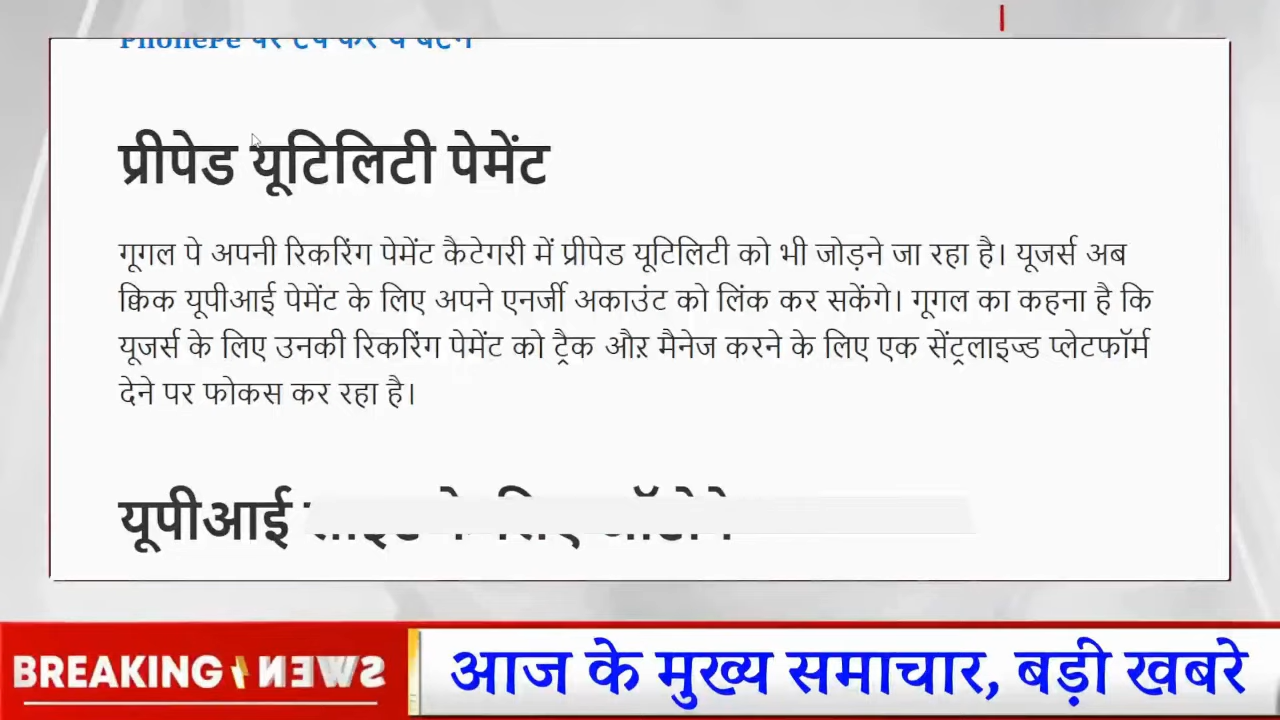 प्रीपेड यूटिलिटी पेमेंट
गूगल पे अपनी रिकरिंग पेमेंट कैटेगरी में प्रीपेड यूटिलिटी को भी जोड़ने जा रहा है। यूजर्स अब
क्विक यूपीआई पेमेंट के लिए अपने एनर्जी अकाउंट को लिंक कर सकेंगे। गूगल का कहना है कि
यूजर्स के लिए उनकी रिकरिंग पेमेंट को ट्रैक और मैनेज करने के लिए एक सेंट्रलाइज्ड प्लेटफॉर्म
देने पर फोकस कर रहा है।
यूपीआई
BREAKING NEWS
आज के मुख्य समाचार, बड़ी खबरे